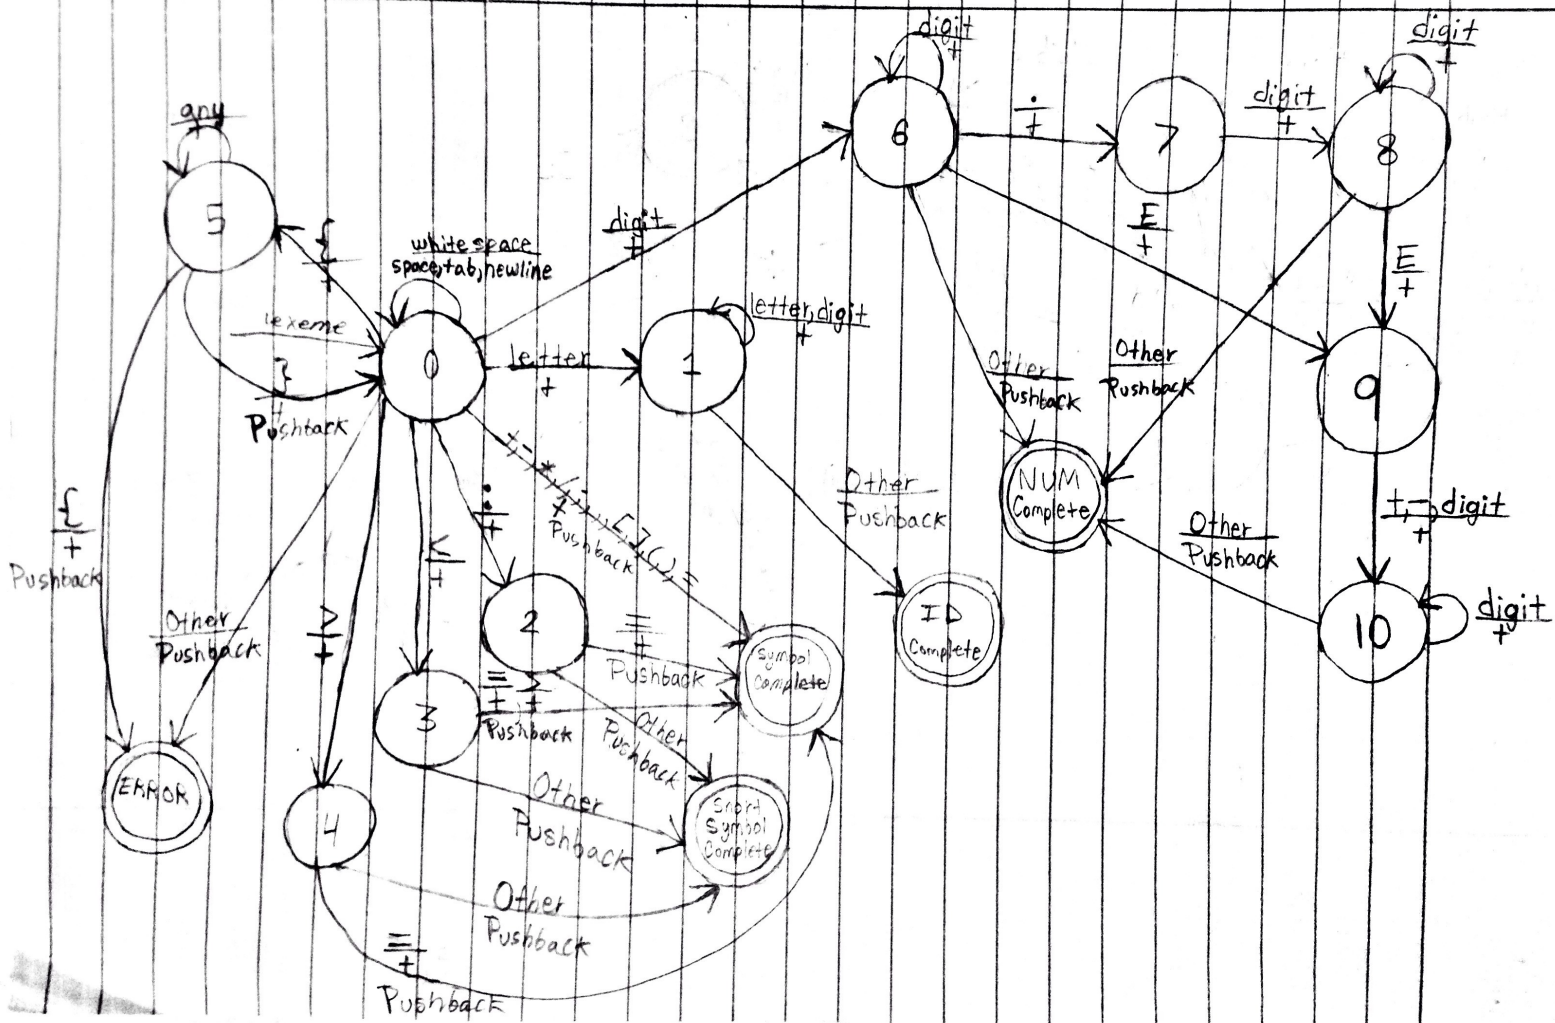 digit
+
digit
+
any
+
5
6
.
+
7
digit
+
8
{
+
white space
space, tab, newline
digit
+
E
+
E
+
lexeme
0
letter
+
1
letter, digit
+
}
+
Pushback
Other
Pushback
Other
Pushback
9
+, -, *, /, ;, ,, [, ], (, ), =
+
Pushback
:
+
<
+
>
+
{
+
Pushback
Other
Pushback
NUM
Complete
Other
Pushback
+, -, digit
+
Other
Pushback
2
=
+
Pushback
ID
Complete
10
digit
+
Symbol
Complete
3
= >
+, +
Pushback
Other
Pushback
ERROR
4
Other
Pushback
Short
Symbol
Complete
Other
Pushback
=
+
Pushback